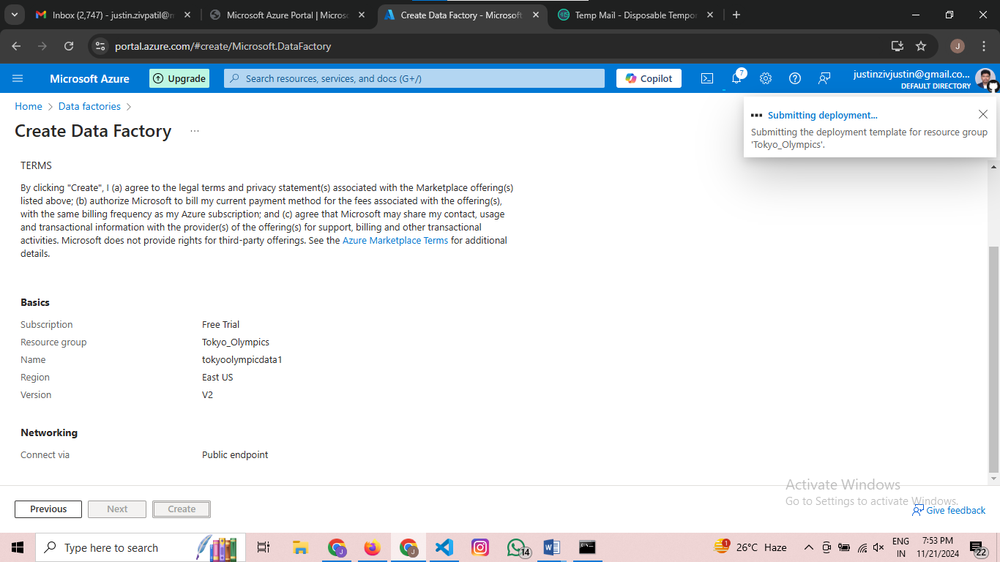 Inbox (2,747) - justin.zivpatil@m
Microsoft Azure Portal | Microso
Create Data Factory - Microsoft
Temp Mail - Disposable Tempo
portal.azure.com/#create/Microsoft.DataFactory
J
Microsoft Azure
Upgrade
Search resources, services, and docs (G+/)
Copilot
7
justinzivjustin@gmail.co...
DEFAULT DIRECTORY
Home
Data factories
Create Data Factory
...
Submitting deployment...
Submitting the deployment template for resource group
'Tokyo_Olympics'.
TERMS
By clicking "Create", I (a) agree to the legal terms and privacy statement(s) associated with the Marketplace offering(s)
listed above; (b) authorize Microsoft to bill my current payment method for the fees associated with the offering(s),
with the same billing frequency as my Azure subscription; and (c) agree that Microsoft may share my contact, usage
and transactional information with the provider(s) of the offering(s) for support, billing and other transactional
activities. Microsoft does not provide rights for third-party offerings. See the Azure Marketplace Terms for additional
details.
Basics
Subscription Free Trial
Resource group Tokyo_Olympics
Name tokyoolympicdata1
Region East US
Version V2
Networking
Connect via Public endpoint
Activate Windows
Go to Settings to activate Windows.
Previous
Next
Create
Give feedback
Type here to search
J
J
14
1
26°C Haze
ENG
IN
7:53 PM
11/21/2024
22